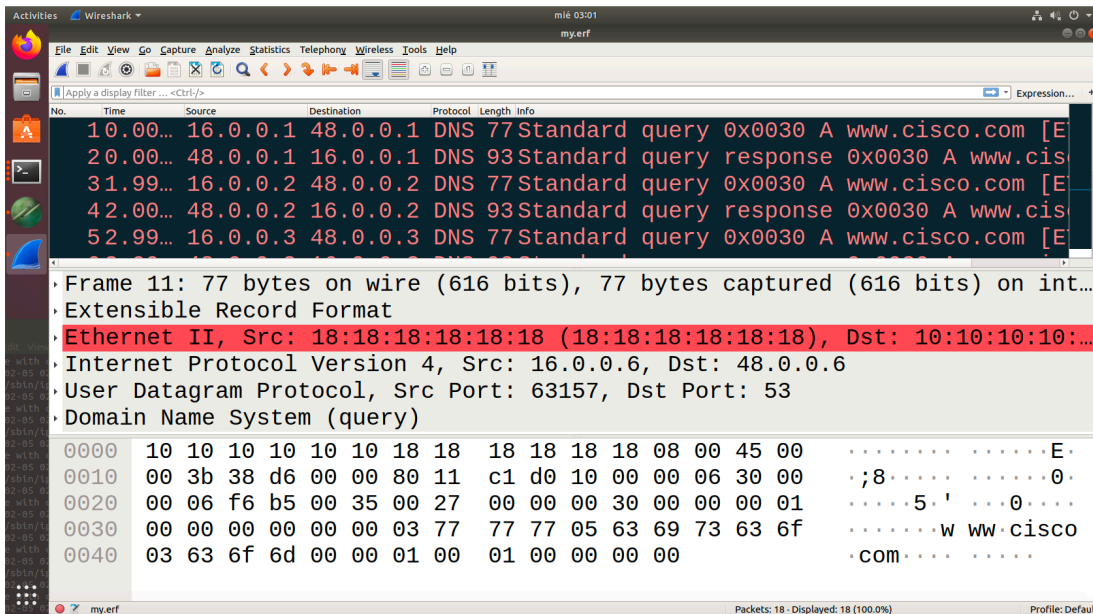 Activities Wireshark mié 03:01
my.erf
File Edit View Go Capture Analyze Statistics Telephony Wireless Tools Help
Apply a display filter … <Ctrl-/> Expression… +
No. Time Source Destination Protocol Length Info
1 0.00… 16.0.0.1 48.0.0.1 DNS 77 Standard query 0x0030 A www.cisco.com [E
2 0.00… 48.0.0.1 16.0.0.1 DNS 93 Standard query response 0x0030 A www.cis
3 1.99… 16.0.0.2 48.0.0.2 DNS 77 Standard query 0x0030 A www.cisco.com [E
4 2.00… 48.0.0.2 16.0.0.2 DNS 93 Standard query response 0x0030 A www.cis
5 2.99… 16.0.0.3 48.0.0.3 DNS 77 Standard query 0x0030 A www.cisco.com [E
Frame 11: 77 bytes on wire (616 bits), 77 bytes captured (616 bits) on int…
Extensible Record Format
Ethernet II, Src: 18:18:18:18:18:18 (18:18:18:18:18:18), Dst: 10:10:10:10:…
Internet Protocol Version 4, Src: 16.0.0.6, Dst: 48.0.0.6
User Datagram Protocol, Src Port: 63157, Dst Port: 53
Domain Name System (query)
0000 10 10 10 10 10 10 18 18 18 18 18 18 08 00 45 00 ········ ······E·
0010 00 3b 38 d6 00 00 80 11 c1 d0 10 00 00 06 30 00 ·;8····· ······0·
0020 00 06 f6 b5 00 35 00 27 00 00 00 30 00 00 00 01 ·····5·' ···0····
0030 00 00 00 00 00 00 03 77 77 77 05 63 69 73 63 6f ·······w ww·cisco
0040 03 63 6f 6d 00 00 01 00 01 00 00 00 00 ·com···· ·····
my.erf Packets: 18 · Displayed: 18 (100.0%) Profile: Defau